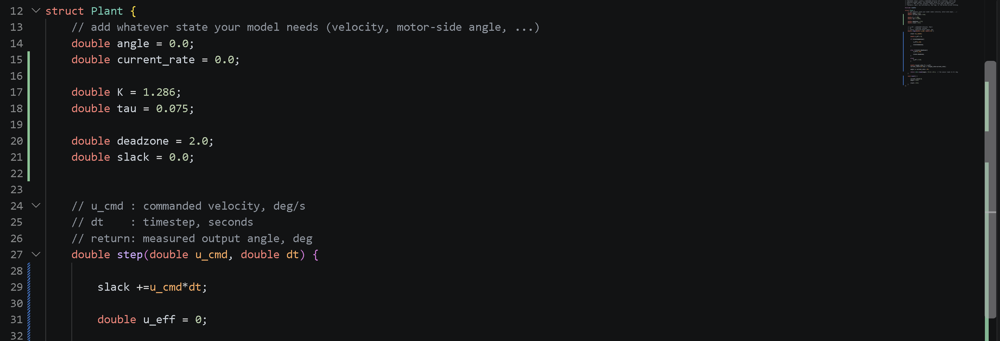 12 struct Plant {
13 // add whatever state your model needs (velocity, motor-side angle, ...)
14 double angle = 0.0;
15 double current_rate = 0.0;
16
17 double K = 1.286;
18 double tau = 0.075;
19
20 double deadzone = 2.0;
21 double slack = 0.0;
22
23
24 // u_cmd : commanded velocity, deg/s
25 // dt    : timestep, seconds
26 // return: measured output angle, deg
27 double step(double u_cmd, double dt) {
28
29 slack +=u_cmd*dt;
30
31 double u_eff = 0;
32